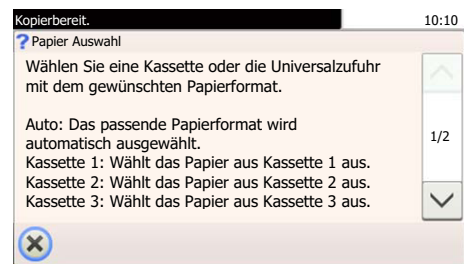 Kopierbereit.
10:10
? Papier Auswahl
Wählen Sie eine Kassette oder die Universalzufuhr
mit dem gewünschten Papierformat.
Auto: Das passende Papierformat wird
automatisch ausgewählt.
Kassette 1: Wählt das Papier aus Kassette 1 aus.
Kassette 2: Wählt das Papier aus Kassette 2 aus.
Kassette 3: Wählt das Papier aus Kassette 3 aus.
1/2